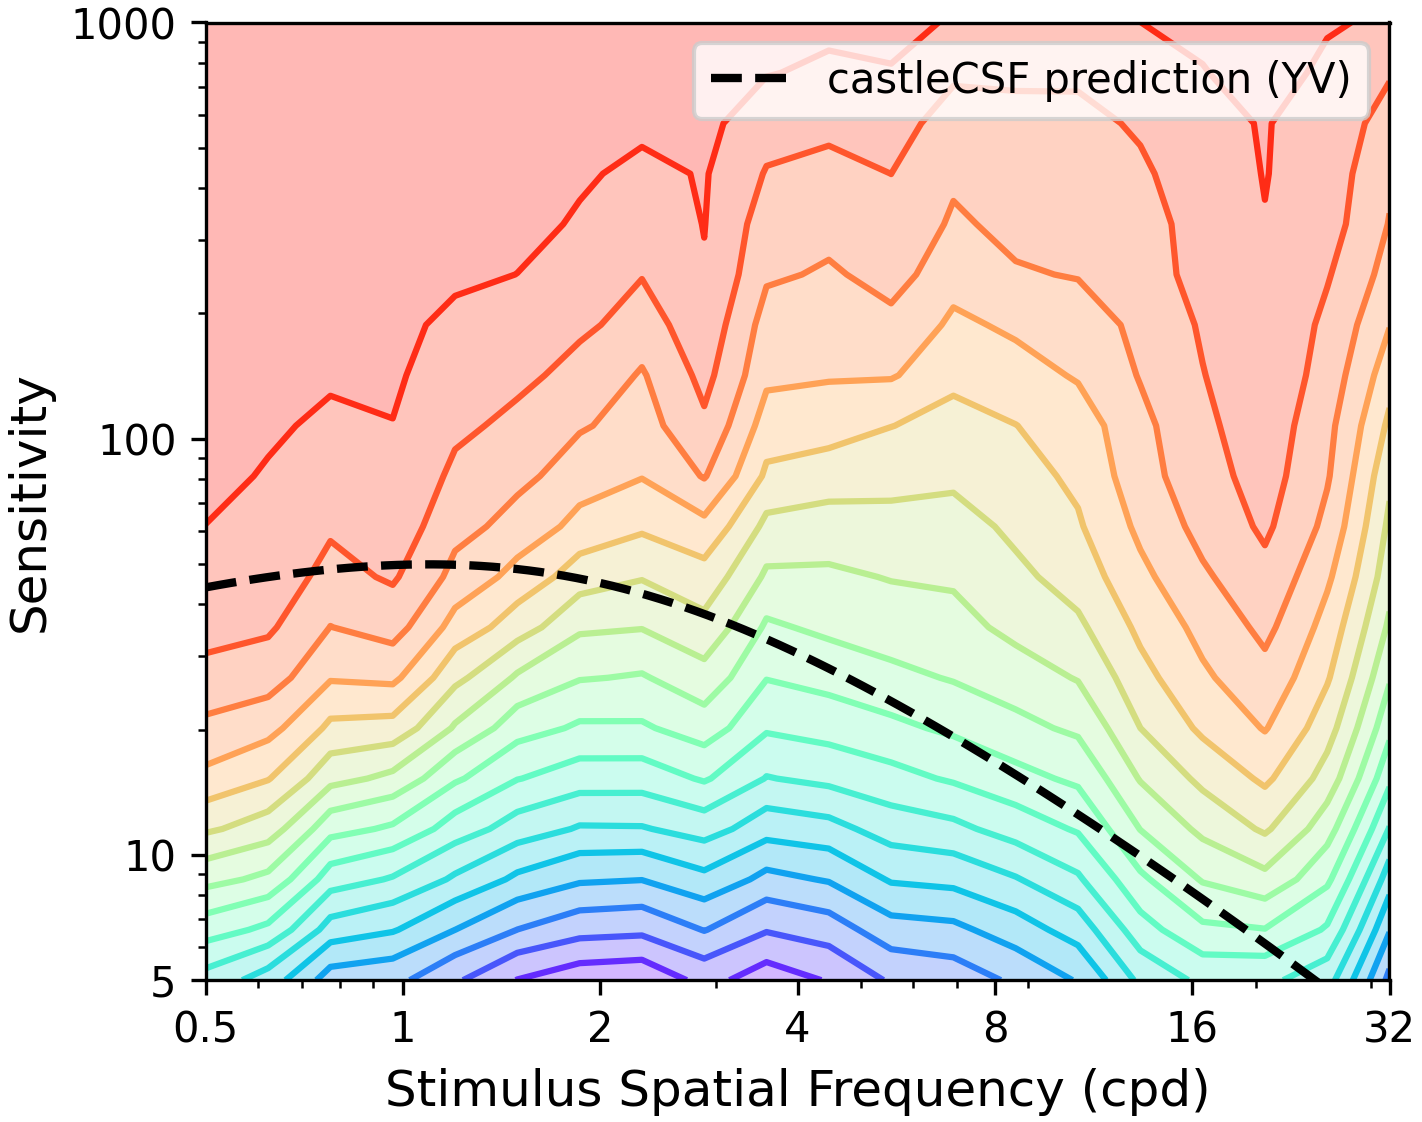 1000
100
10
5
Sensitivity
castleCSF prediction (YV)
0.5 1 2 4 8 16 32
Stimulus Spatial Frequency (cpd)